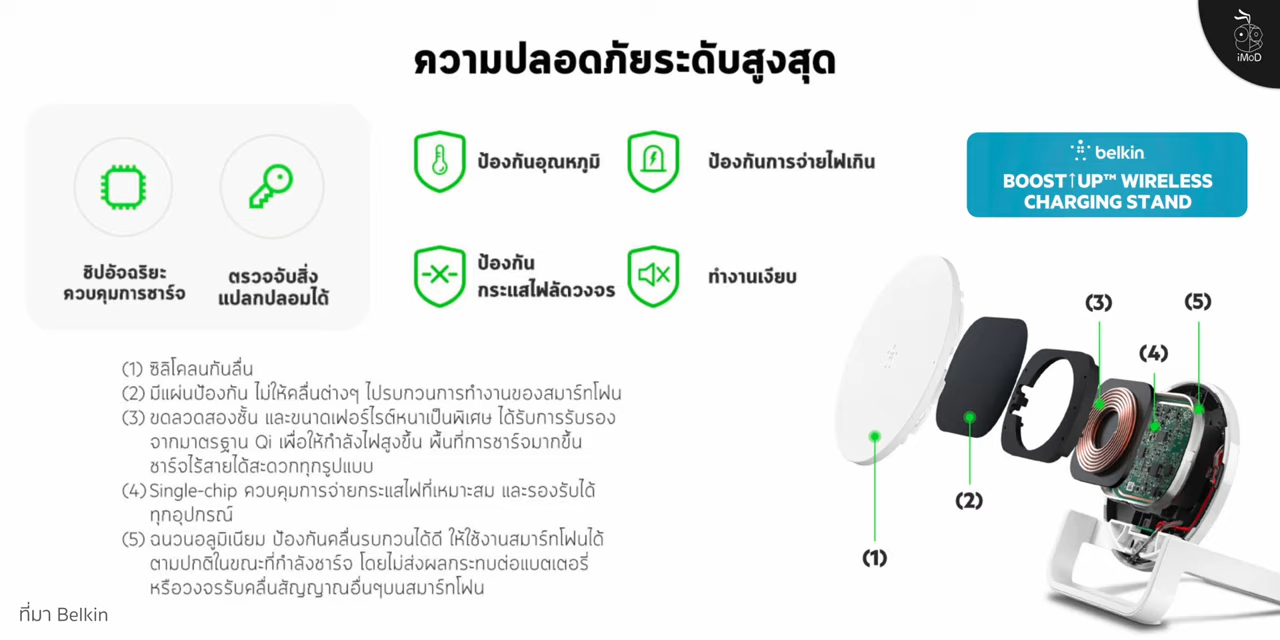 iMoD
ความปลอดภัยระดับสูงสุด
ชิปอัจฉริยะ
ควบคุมการชาร์จ
ตรวจจับสิ่ง
แปลกปลอมได้
ป้องกันอุณหภูมิ
ป้องกันการจ่ายไฟเกิน
ป้องกัน
กระแสไฟลัดวงจร
ทำงานเงียบ
belkin
BOOST↑UP™ WIRELESS
CHARGING STAND
(1) ซิลิโคลนกันลื่น
(2) มีแผ่นป้องกัน ไม่ให้คลื่นต่างๆ ไปรบกวนการทำงานของสมาร์ทโฟน
(3) ขดลวดสองชั้น และขนาดเฟอร์ไรต์หนาเป็นพิเศษ ได้รับการรับรอง
จากมาตรฐาน Qi เพื่อให้กำลังไฟสูงขึ้น พื้นที่การชาร์จมากขึ้น
ชาร์จไร้สายได้สะดวกทุกรูปแบบ
(4) Single-chip ควบคุมการจ่ายกระแสไฟที่เหมาะสม และรองรับได้
ทุกอุปกรณ์
(5) ฉนวนอลูมิเนียม ป้องกันคลื่นรบกวนได้ดี ให้ใช้งานสมาร์ทโฟนได้
ตามปกติในขณะที่กำลังชาร์จ โดยไม่ส่งผลกระทบต่อแบตเตอรี่
หรือวงจรรับคลื่นสัญญาณอื่นๆบนสมาร์ทโฟน
(1)
(2)
(3)
(4)
(5)
ที่มา Belkin